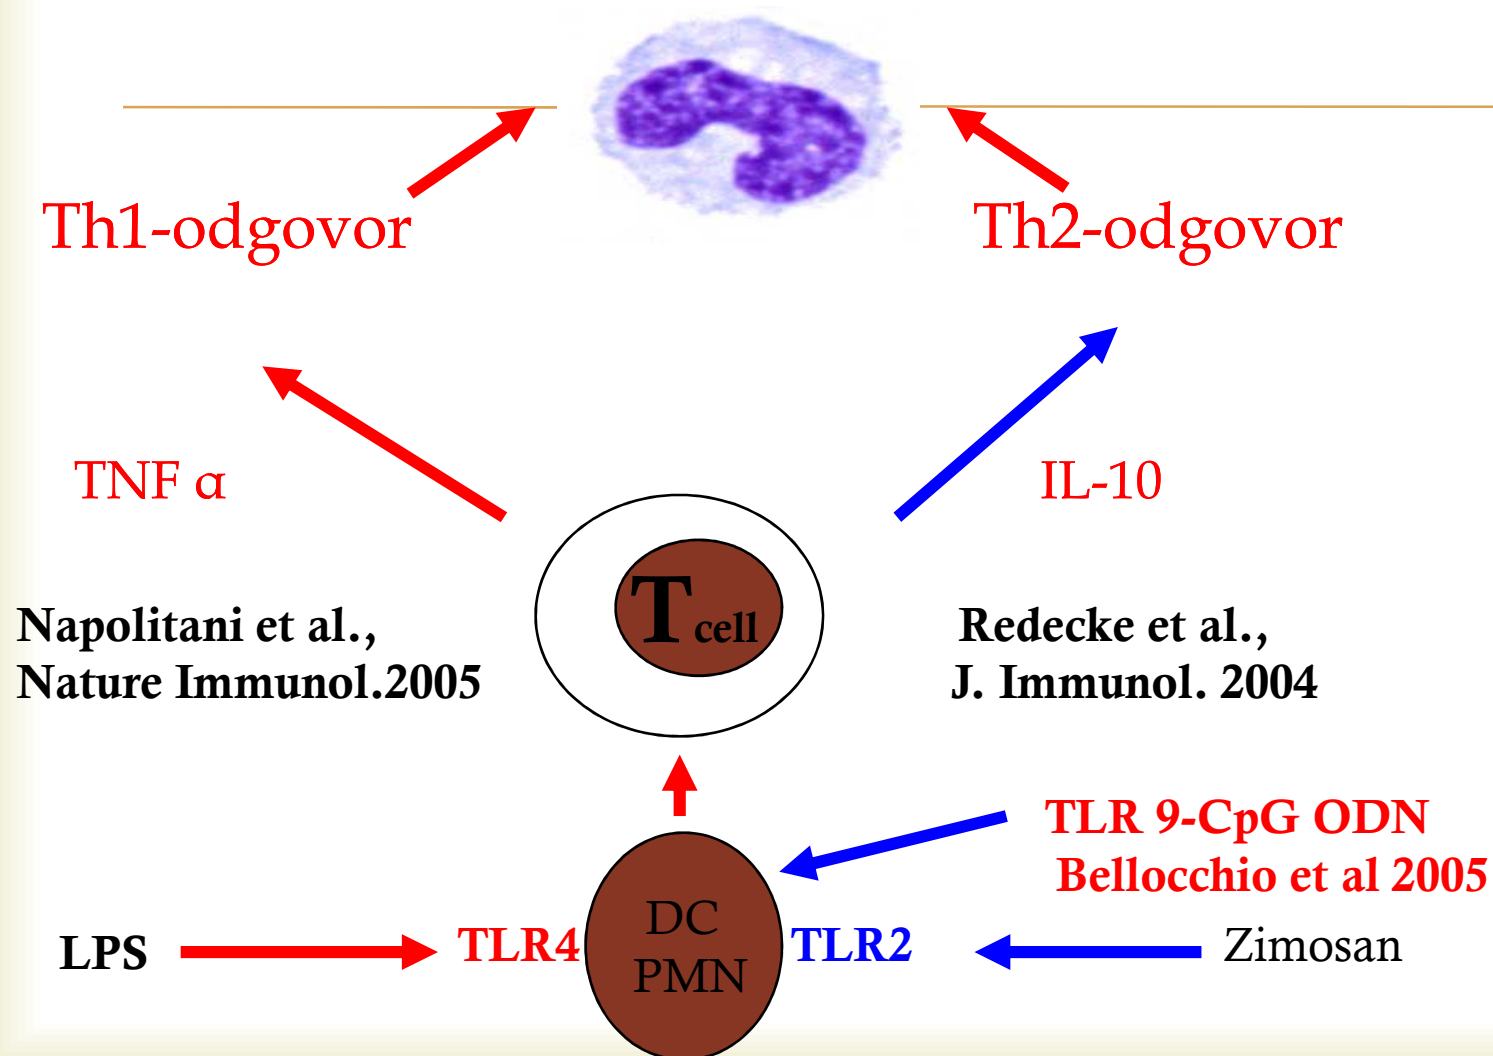 Th1-odgovor
Th2-odgovor
TNF α
IL-10
T cell
Napolitani et al.,
Nature Immunol.2005
Redecke et al.,
J. Immunol. 2004
TLR 9-CpG ODN
Bellocchio et al 2005
LPS
TLR4
DC
PMN
TLR2
Zimosan